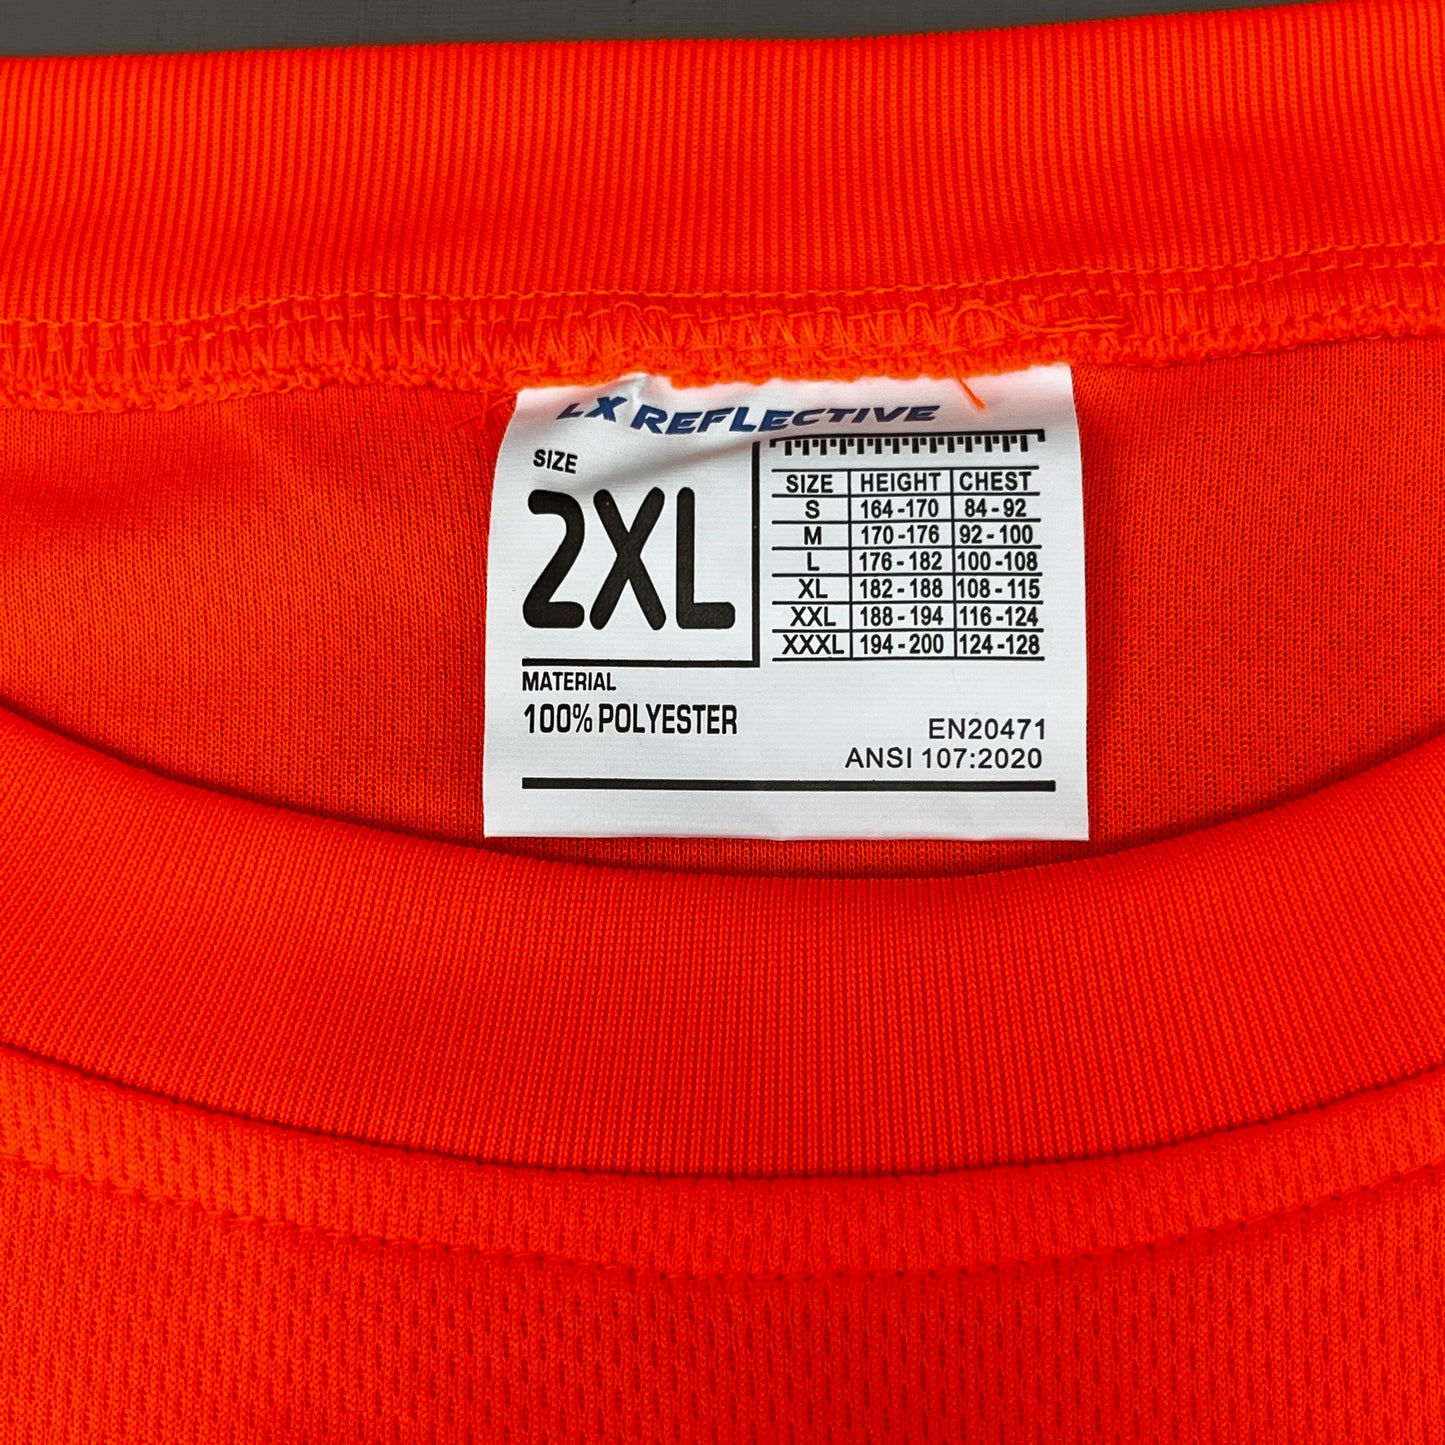 LX REFLECTIVE
SIZE
2XL
SIZE HEIGHT CHEST
S 164-170 84-92
M 170-176 92-100
L 176-182 100-108
XL 182-188 108-115
XXL 188-194 116-124
XXXL 194-200 124-128
MATERIAL
100% POLYESTER
EN20471
ANSI 107:2020